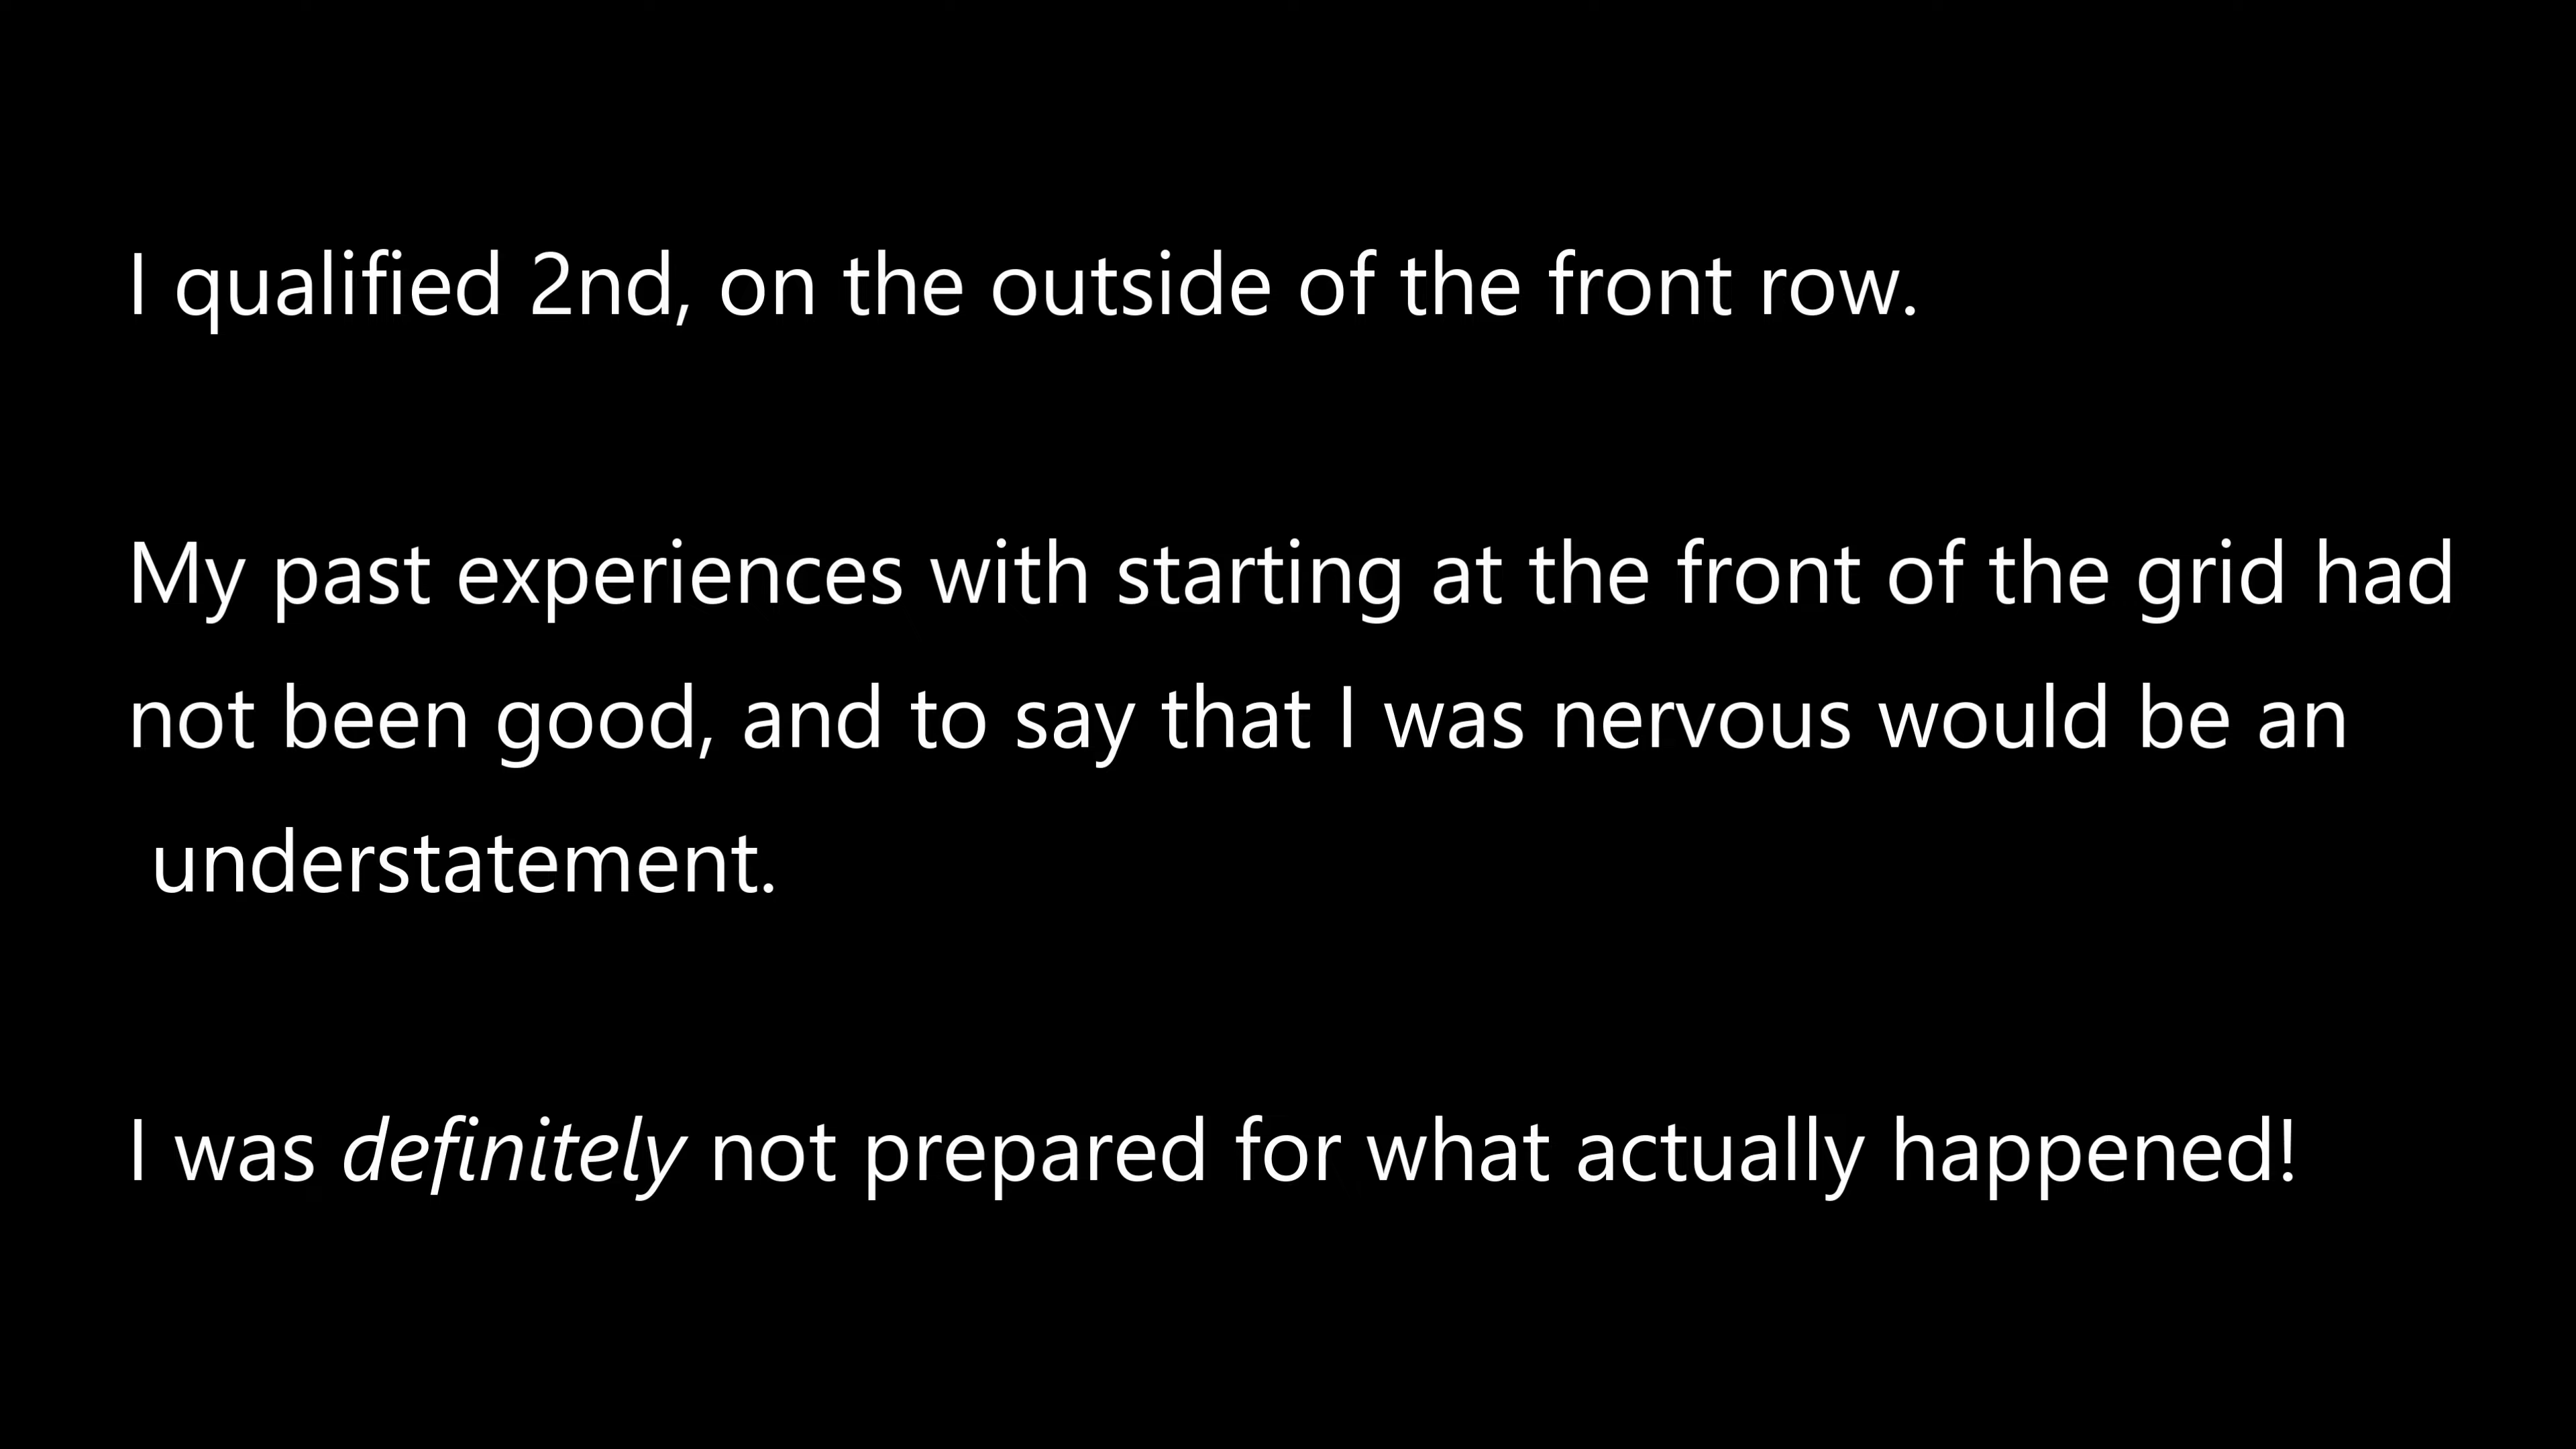 I qualified 2nd, on the outside of the front row.
My past experiences with starting at the front of the grid had
not been good, and to say that I was nervous would be an
understatement.
I was definitely not prepared for what actually happened!